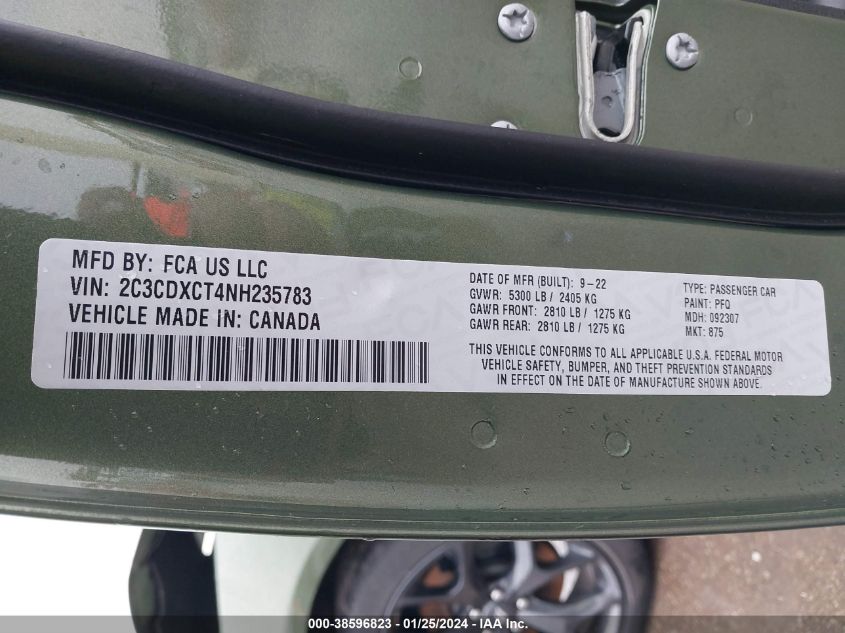 MFD BY: FCA US LLC
VIN: 2C3CDXCT4NH235783
VEHICLE MADE IN: CANADA
DATE OF MFR (BUILT): 9-22
GVWR: 5300 LB / 2405 KG
GAWR FRONT: 2810 LB / 1275 KG
GAWR REAR: 2810 LB / 1275 KG
TYPE: PASSENGER CAR
PAINT: PFQ
MDH: 092307
MKT: 875
THIS VEHICLE CONFORMS TO ALL APPLICABLE U.S.A. FEDERAL MOTOR
VEHICLE SAFETY, BUMPER, AND THEFT PREVENTION STANDARDS
IN EFFECT ON THE DATE OF MANUFACTURE SHOWN ABOVE.
000-38596823 - 01/25/2024 - IAA Inc.